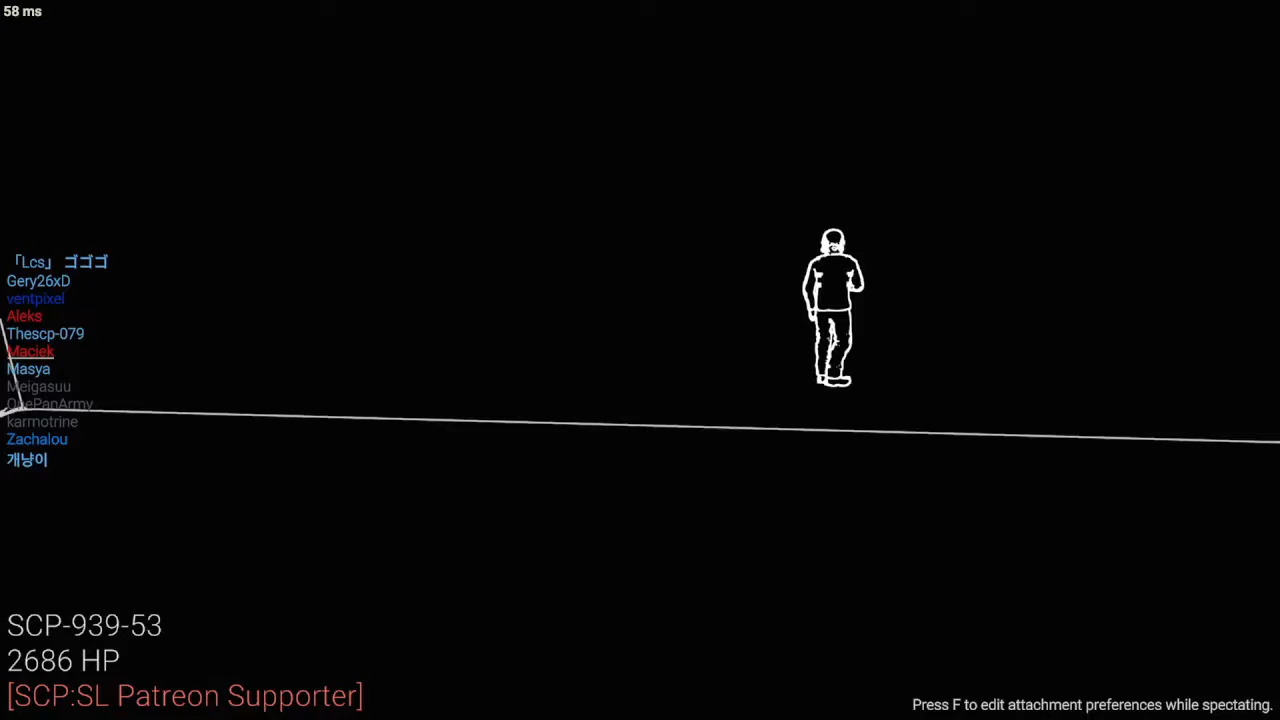 58 ms
「Lcs」 ゴゴゴ
Gery26xD
ventpixel
Aleks
Thescp-079
Maciek
Masya
Meigasuu
OnePanArmy
karmotrine
Zachalou
개냥이
SCP-939-53
2686 HP
[SCP:SL Patreon Supporter]
Press F to edit attachment preferences while spectating.